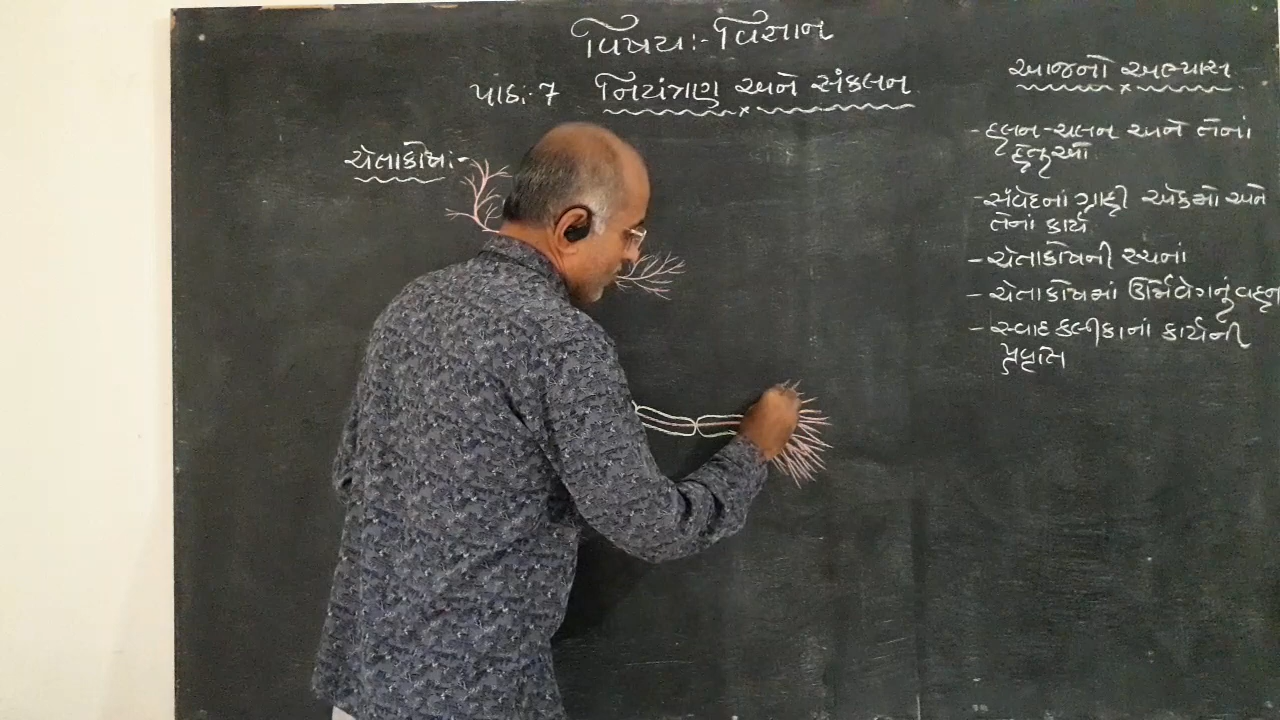 વિષય:- વિજ્ઞાન
પાઠ:-7 નિયંત્રણ અને સંકલન
ચેતાકોષ:-
આજનો અભ્યાસ
- હલન-ચલન અને તેનાં
હેતુઓ
- સંવેદનાં ગ્રાહી એકમો અને
તેનાં કાર્ય
- ચેતાકોષની રચનાં
- ચેતાકોષમાં ઊર્મિવેગનું વહન
- સ્વાદ કલીકાનાં કાર્યની
પ્રવૃત્તિ